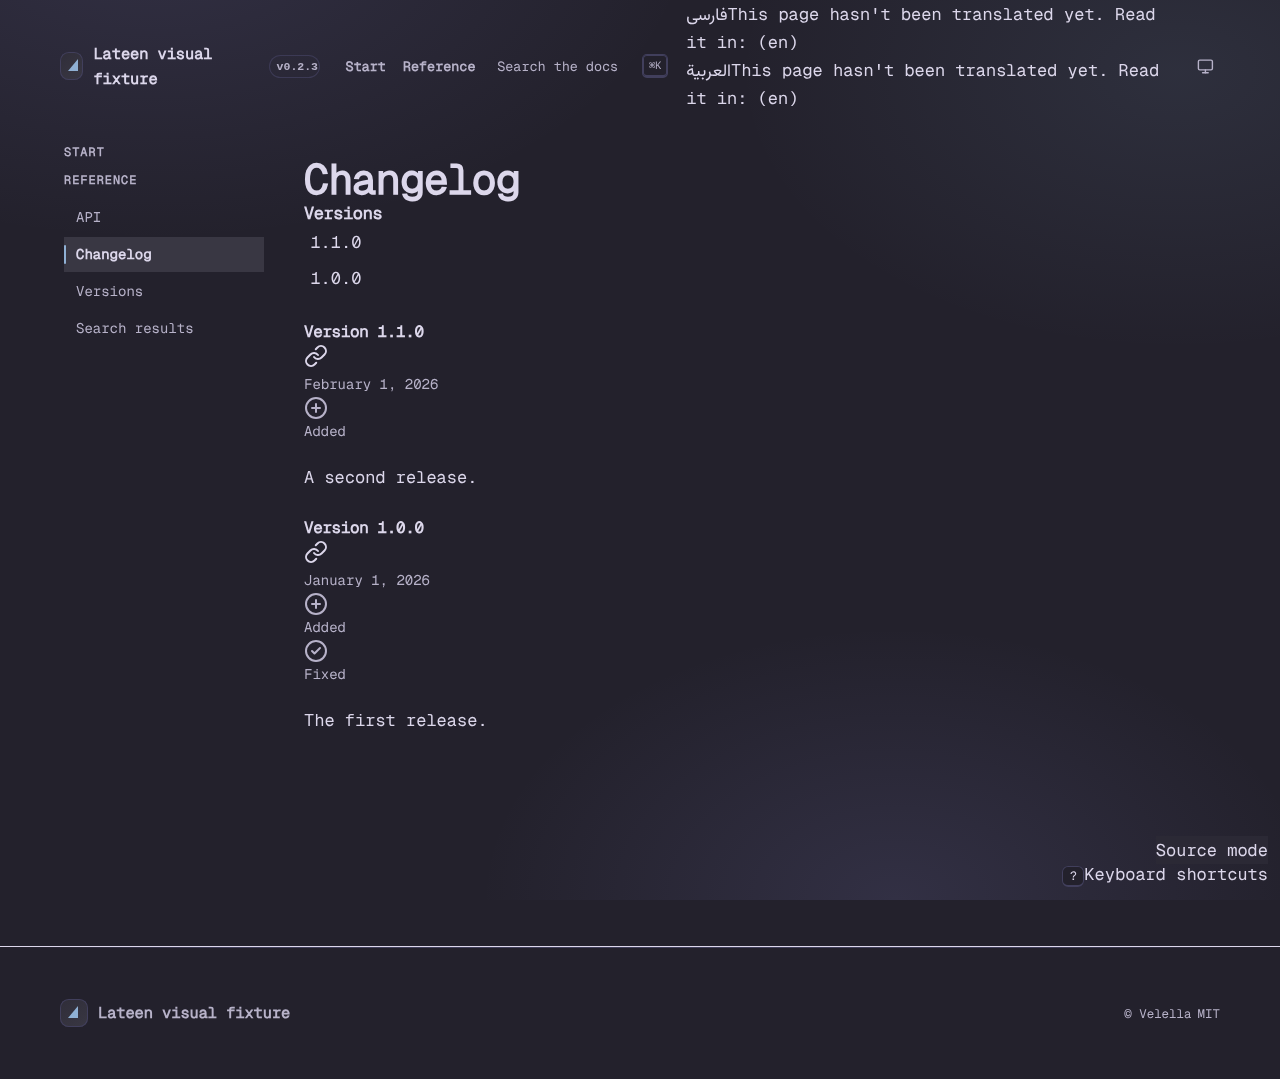 Lateen visual
fixture
v0.2.3
Start
Reference
Search the docs
⌘K
فارسیThis page hasn't been translated yet. Read
it in: (en)
العربيةThis page hasn't been translated yet. Read
it in: (en)
START
REFERENCE
API
Changelog
Versions
Search results
Changelog
Versions
1.1.0
1.0.0
Version 1.1.0
February 1, 2026
Added
A second release.
Version 1.0.0
January 1, 2026
Added
Fixed
The first release.
Source mode
? Keyboard shortcuts
Lateen visual fixture
© Velella MIT